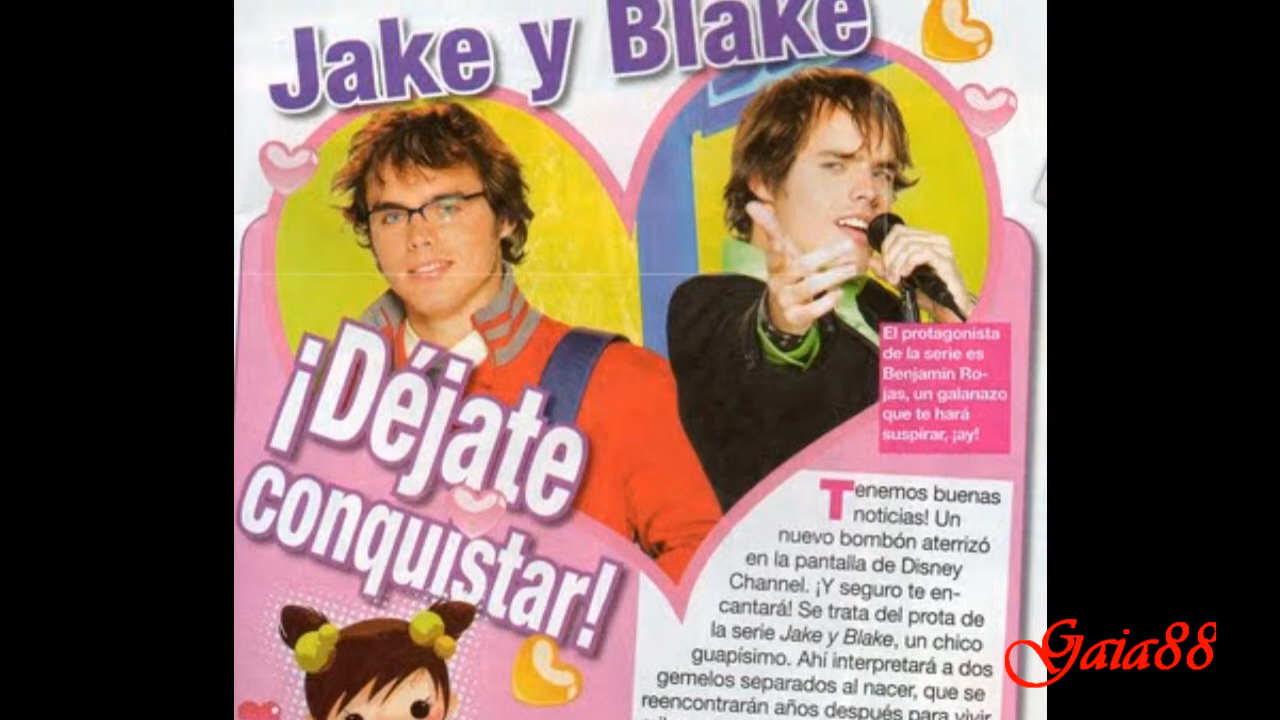 Jake y Blake
¡Déjate
conquistar!
El protagonista
de la serie es
Benjamín Ro-
jas, un galanazo
que te hará
suspirar, ¡ay!
Tenemos buenas
noticias! Un
nuevo bombón aterrizó
en la pantalla de Disney
Channel. ¡Y seguro te en-
cantará! Se trata del prota de
la serie Jake y Blake, un chico
guapísimo. Ahí interpretará a dos
gemelos separados al nacer, que se
reencontrarán años después para vivir
Gaia88